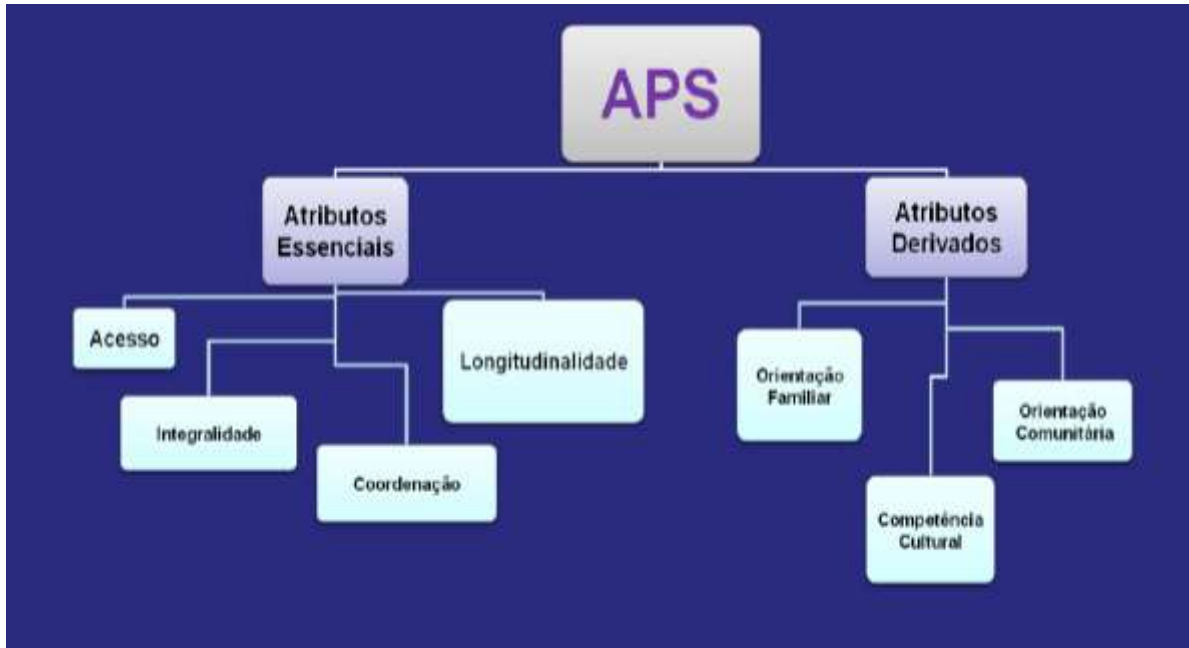 APS
Atributos
Essenciais
Atributos
Derivados
Acesso
Integralidade
Coordenação
Longitudinalidade
Orientação
Familiar
Competência
Cultural
Orientação
Comunitária